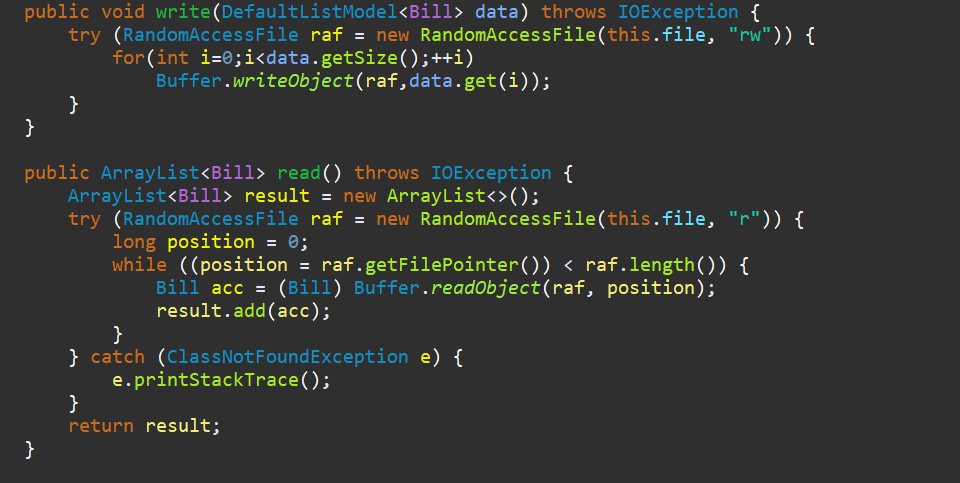 public void write(DefaultListModel<Bill> data) throws IOException {
    try (RandomAccessFile raf = new RandomAccessFile(this.file, "rw")) {
        for(int i=0;i<data.getSize();++i)
            Buffer.writeObject(raf,data.get(i));
    }
}

public ArrayList<Bill> read() throws IOException {
    ArrayList<Bill> result = new ArrayList<>();
    try (RandomAccessFile raf = new RandomAccessFile(this.file, "r")) {
        long position = 0;
        while ((position = raf.getFilePointer()) < raf.length()) {
            Bill acc = (Bill) Buffer.readObject(raf, position);
            result.add(acc);
        }
    } catch (ClassNotFoundException e) {
        e.printStackTrace();
    }
    return result;
}